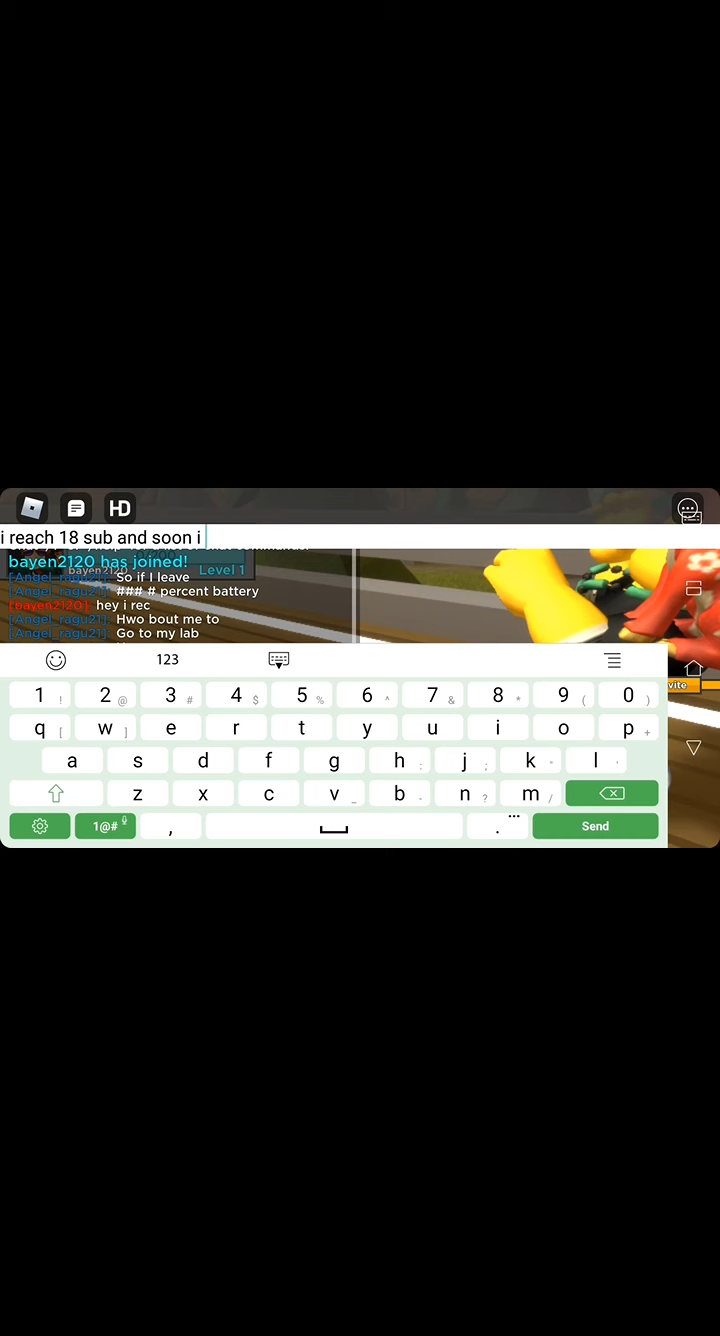 HD
i reach 18 sub and soon i
bayen2120 has joined!
bayen2120 Level 1
[Angel_ragu21]: So if I leave
[Angel_ragu21]: ### # percent battery
[bayen2120]: hey i rec
[Angel_ragu21]: Hwo bout me to
[Angel_ragu21]: Go to my lab
vite
123
1 ! 2 @ 3 # 4 $ 5 % 6 ^ 7 & 8 * 9 ( 0 )
q [ w ] e r t y u i o p +
a s d f g h : j ; k " l '
z x c v _ b - n ? m /
1@# , . ... Send